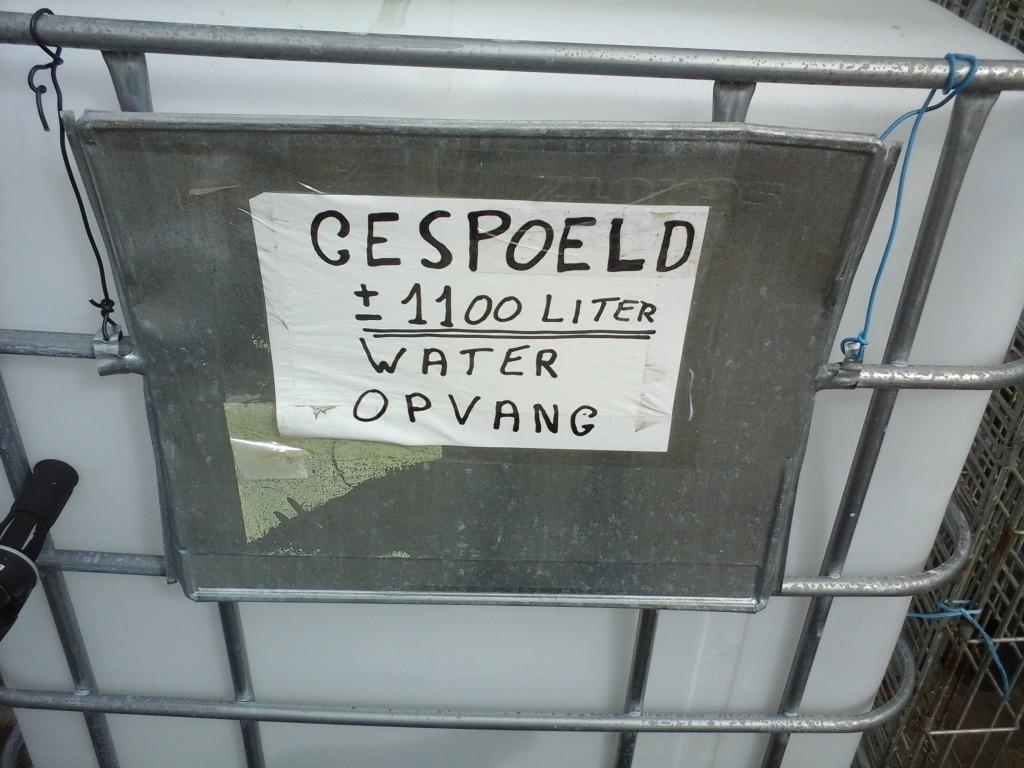 GESPOELD
± 1100 LITER
WATER
OPVANG